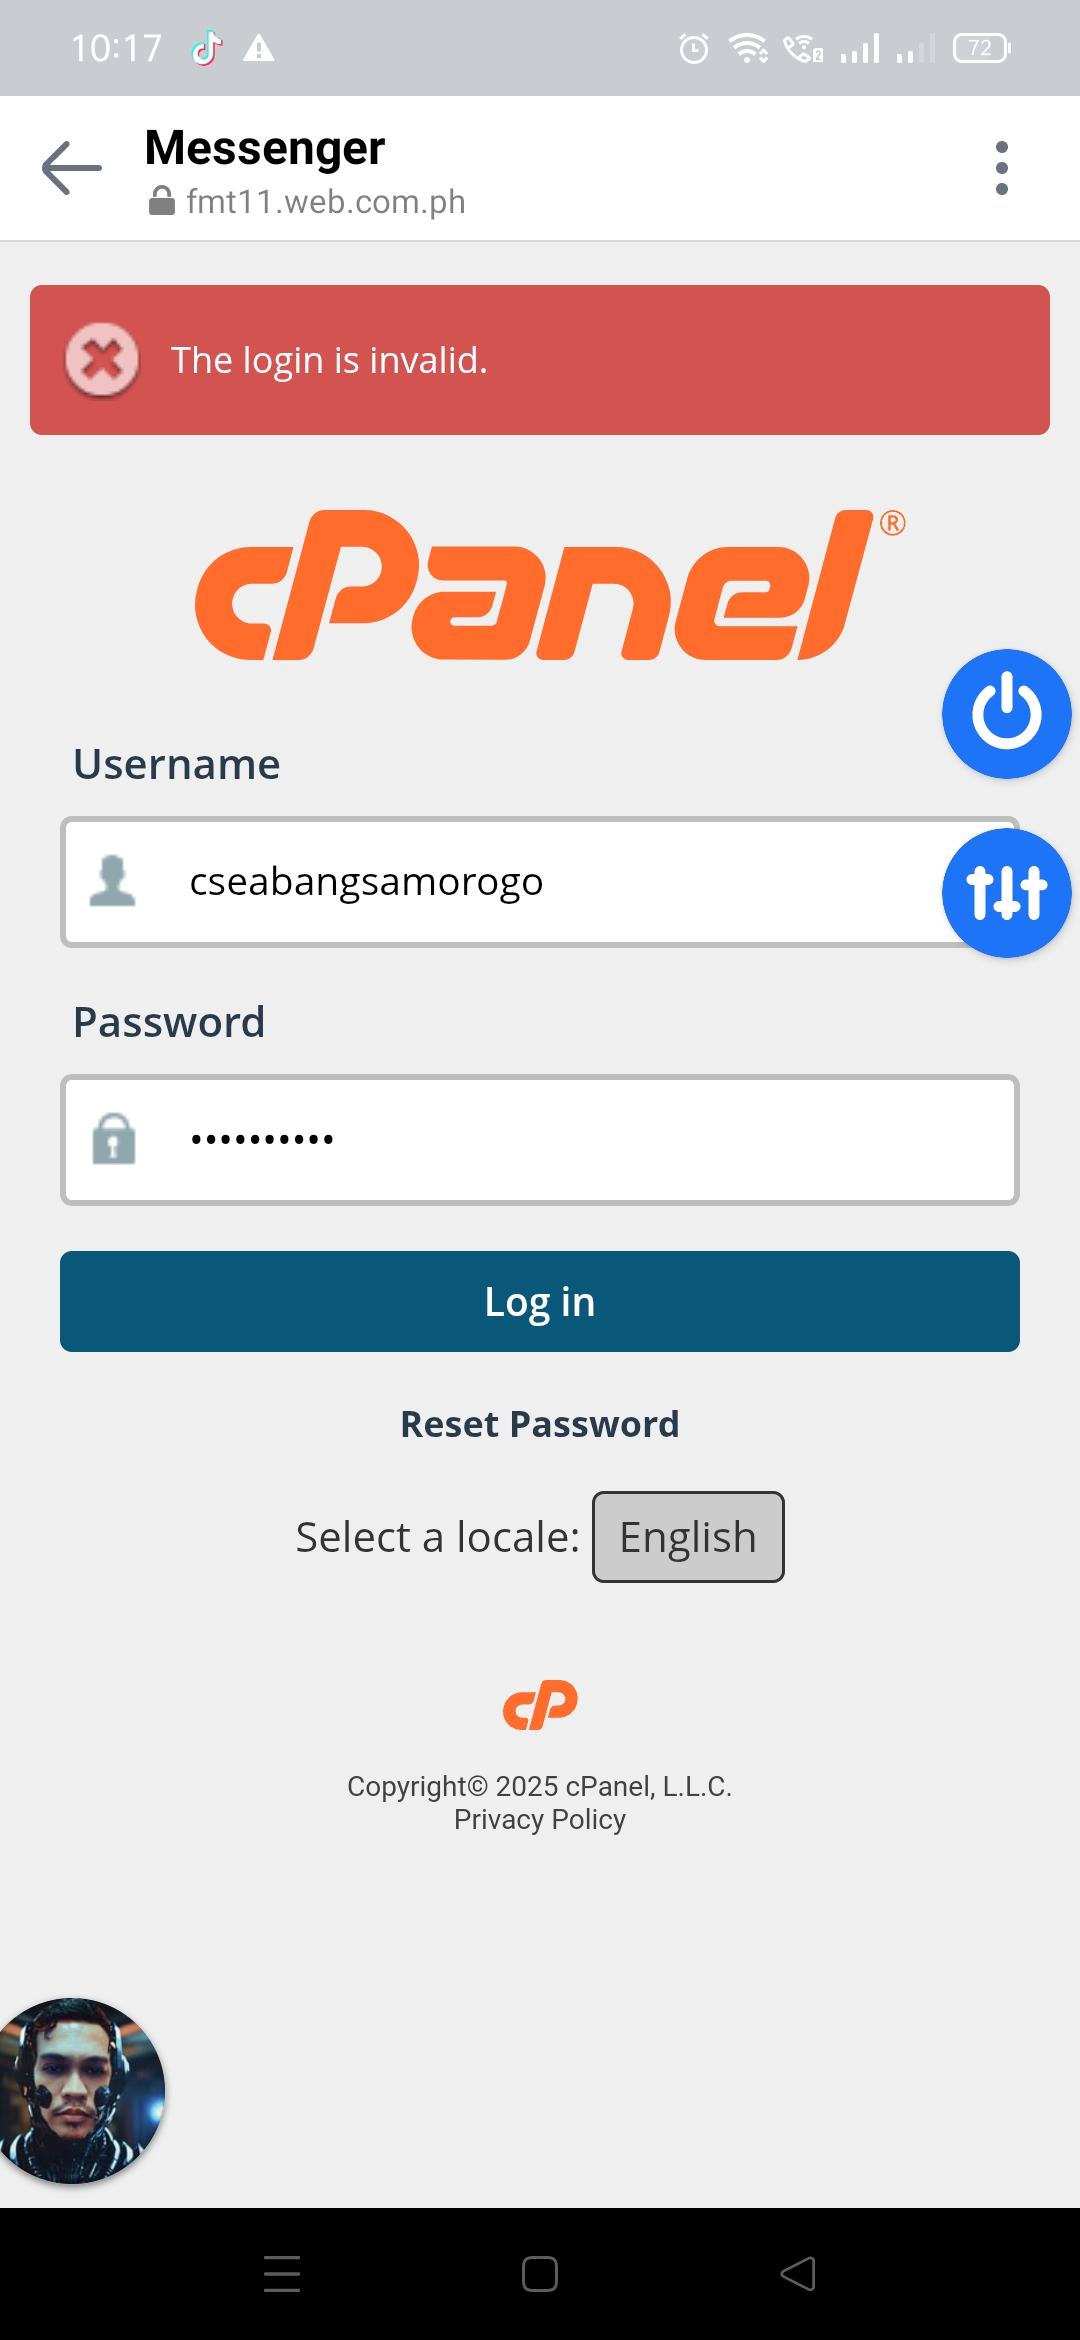 10:17
72
Messenger
fmt11.web.com.ph
The login is invalid.
cPanel®
Username
cseabangsamorogo
Password
••••••••••
Log in
Reset Password
Select a locale: English
cP
Copyright© 2025 cPanel, L.L.C.
Privacy Policy